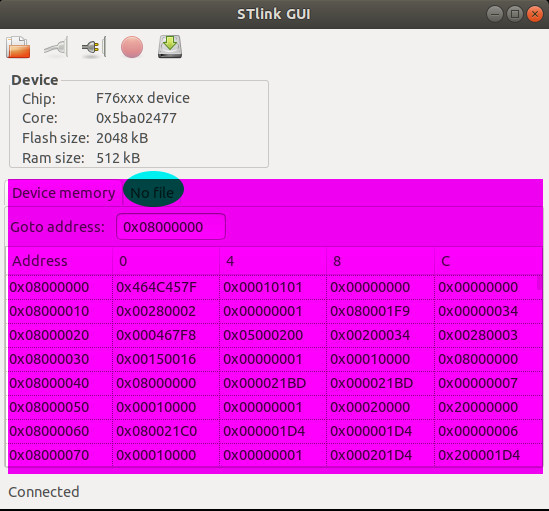 STlink GUI
Device
Chip: F76xxx device
Core: 0x5ba02477
Flash size: 2048 kB
Ram size: 512 kB
Device memory No file
Goto address: 0x08000000
Address 0 4 8 C
0x08000000 0x464C457F 0x00010101 0x00000000 0x00000000
0x08000010 0x00280002 0x00000001 0x080001F9 0x00000034
0x08000020 0x000467F8 0x05000200 0x00200034 0x00280003
0x08000030 0x00150016 0x00000001 0x00010000 0x08000000
0x08000040 0x08000000 0x000021BD 0x000021BD 0x00000007
0x08000050 0x00010000 0x00000001 0x00020000 0x20000000
0x08000060 0x080021C0 0x000001D4 0x000001D4 0x00000006
0x08000070 0x00010000 0x00000001 0x000201D4 0x200001D4
Connected